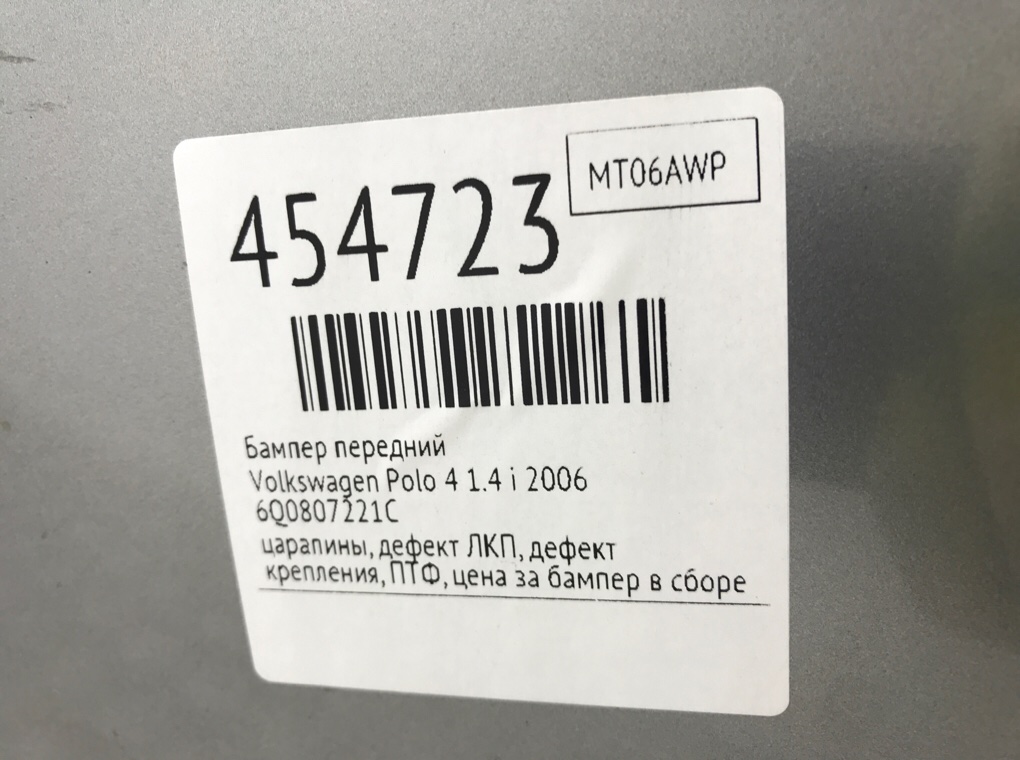 454723
MT06AWP
Бампер передний
Volkswagen Polo 4 1.4 i 2006
6Q0807221C
царапины, дефект ЛКП, дефект
крепления, ПТФ, цена за бампер в сборе